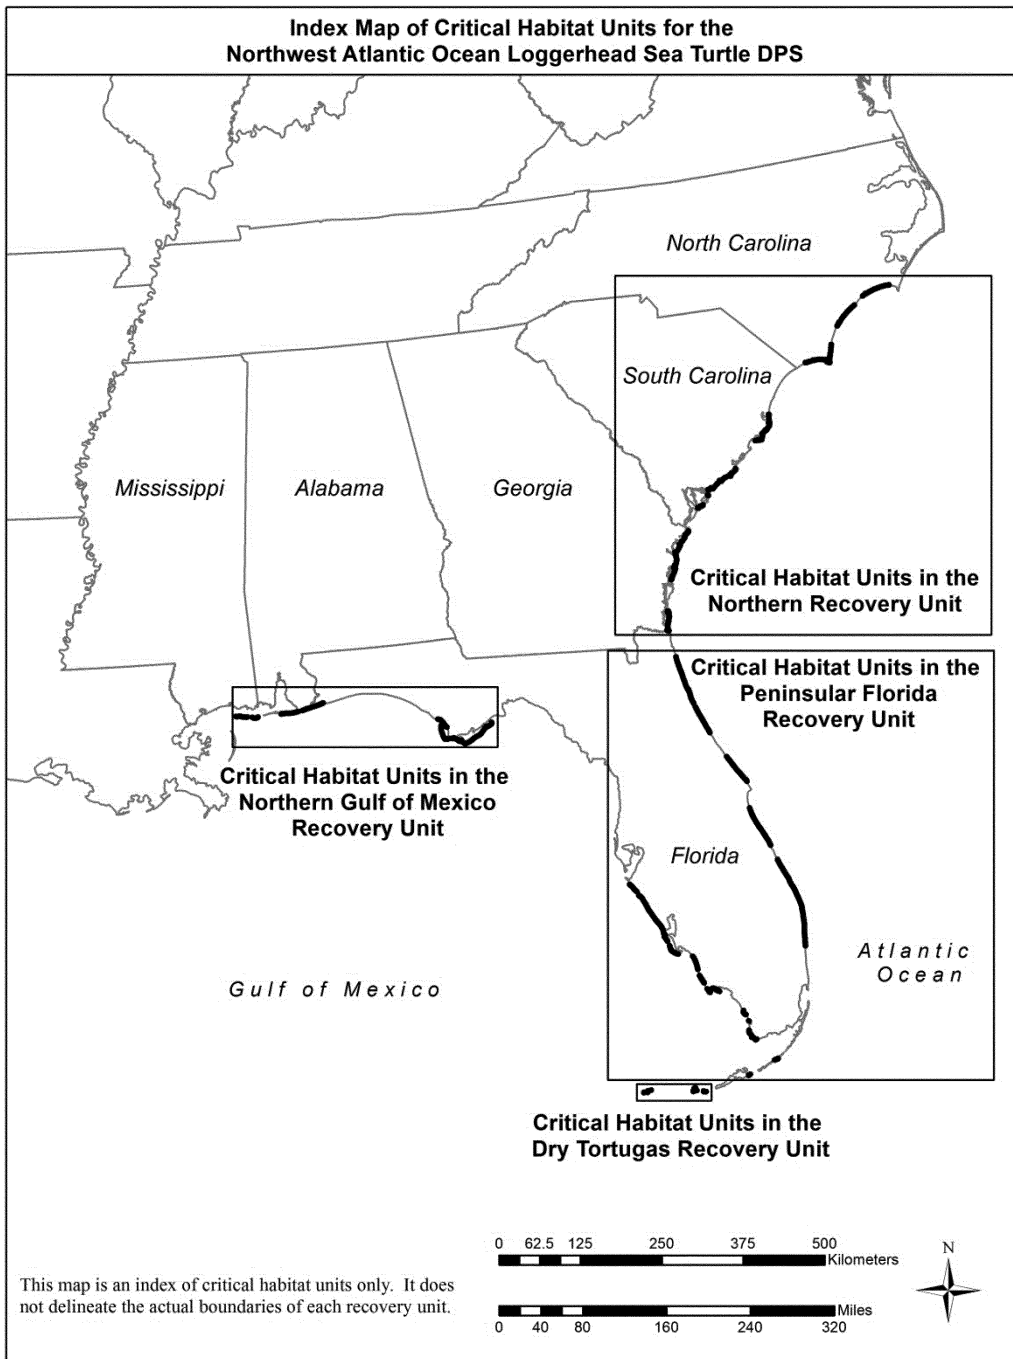 Index Map of Critical Habitat Units for the
Northwest Atlantic Ocean Loggerhead Sea Turtle DPS
North Carolina
South Carolina
Mississippi
Alabama
Georgia
Critical Habitat Units in the
Northern Recovery Unit
Critical Habitat Units in the
Peninsular Florida
Recovery Unit
Critical Habitat Units in the
Northern Gulf of Mexico
Recovery Unit
Florida
Atlantic
Ocean
Gulf of Mexico
Critical Habitat Units in the
Dry Tortugas Recovery Unit
0 62.5 125 250 375 500
Kilometers
N
This map is an index of critical habitat units only. It does
not delineate the actual boundaries of each recovery unit.
Miles
0 40 80 160 240 320